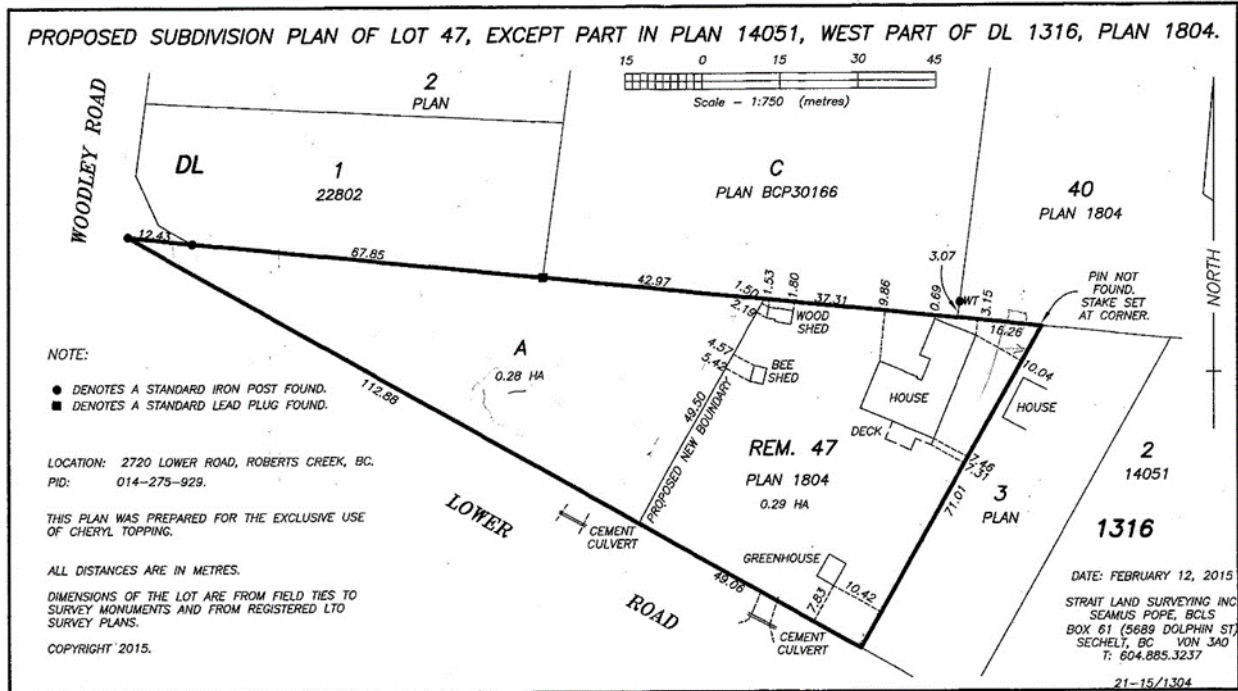 PROPOSED SUBDIVISION PLAN OF LOT 47, EXCEPT PART IN PLAN 14051, WEST PART OF DL 1316, PLAN 1804.
15 0 15 30 45
Scale - 1:750 (metres)
WOODLEY ROAD
2
PLAN
DL
1
22802
C
PLAN BCP30166
40
PLAN 1804
NORTH
12.43
67.85
42.97
1.50
1.53
1.80
2.19
37.31
9.86
0.69
3.07
WT
3.15
16.26
PIN NOT
FOUND.
STAKE SET
AT CORNER.
WOOD
SHED
4.57
5.42
BEE
SHED
10.04
HOUSE
HOUSE
DECK
A
0.28 HA
112.88
49.50
PROPOSED NEW BOUNDARY
REM. 47
PLAN 1804
0.29 HA
7.46
7.31
71.01
3
PLAN
2
14051
1316
NOTE:
DENOTES A STANDARD IRON POST FOUND.
DENOTES A STANDARD LEAD PLUG FOUND.
LOCATION: 2720 LOWER ROAD, ROBERTS CREEK, BC.
PID: 014-275-929.
THIS PLAN WAS PREPARED FOR THE EXCLUSIVE USE
OF CHERYL TOPPING.
ALL DISTANCES ARE IN METRES.
DIMENSIONS OF THE LOT ARE FROM FIELD TIES TO
SURVEY MONUMENTS AND FROM REGISTERED LTO
SURVEY PLANS.
COPYRIGHT 2015.
LOWER
ROAD
CEMENT
CULVERT
GREENHOUSE
49.06
7.83
10.42
CEMENT
CULVERT
DATE: FEBRUARY 12, 2015
STRAIT LAND SURVEYING INC
SEAMUS POPE, BCLS
BOX 61 (5689 DOLPHIN ST)
SECHELT, BC V0N 3A0
T: 604.885.3237
21-15/1304